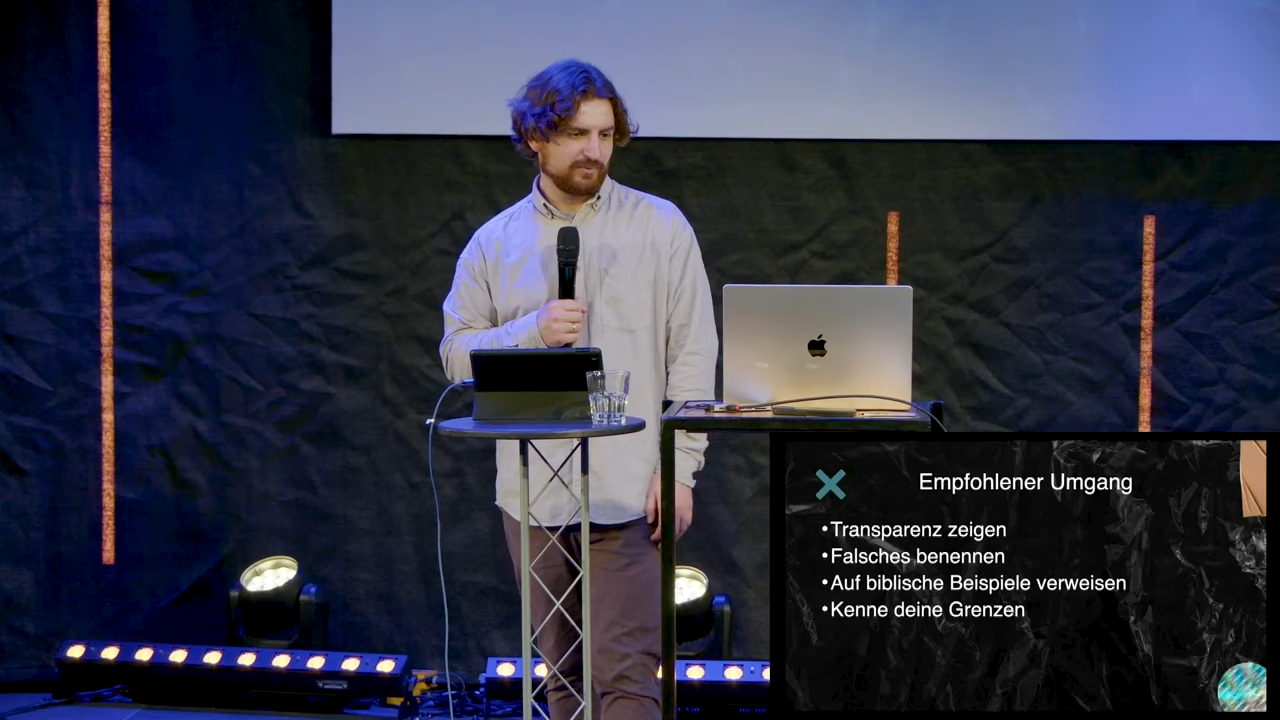 Empfohlener Umgang
•Transparenz zeigen
•Falsches benennen
•Auf biblische Beispiele verweisen
•Kenne deine Grenzen